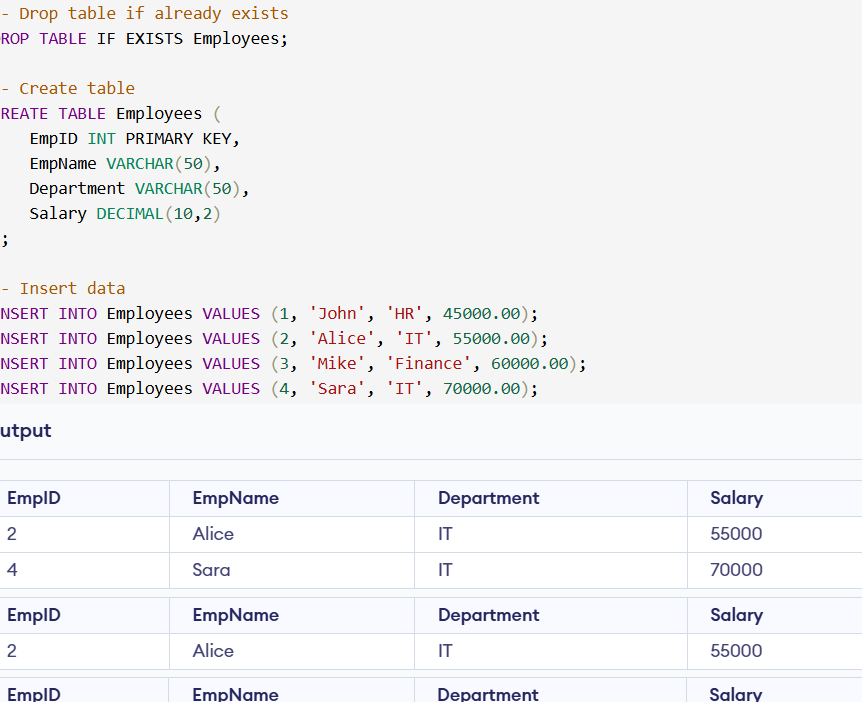 - Drop table if already exists
ROP TABLE IF EXISTS Employees;
- Create table
REATE TABLE Employees (
EmpID INT PRIMARY KEY,
EmpName VARCHAR(50),
Department VARCHAR(50),
Salary DECIMAL(10,2)
;
- Insert data
NSERT INTO Employees VALUES (1, 'John', 'HR', 45000.00);
NSERT INTO Employees VALUES (2, 'Alice', 'IT', 55000.00);
NSERT INTO Employees VALUES (3, 'Mike', 'Finance', 60000.00);
NSERT INTO Employees VALUES (4, 'Sara', 'IT', 70000.00);
utput
EmpID EmpName Department Salary
2 Alice IT 55000
4 Sara IT 70000
EmpID EmpName Department Salary
2 Alice IT 55000
EmpID EmpName Department Salary